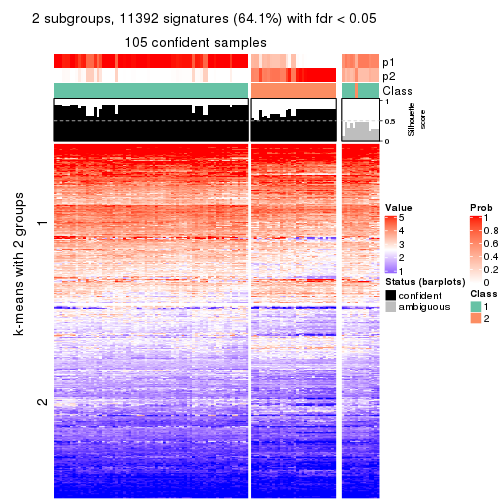 2 subgroups, 11392 signatures (64.1%) with fdr < 0.05
105 confident samples
p1
p2
Class
1
0.5
0
Silhouette
score
k-means with 2 groups
1
2
Value
5
4
3
2
1
Status (barplots)
confident
ambiguous
Prob
1
0.8
0.6
0.4
0.2
0
Class
1
2